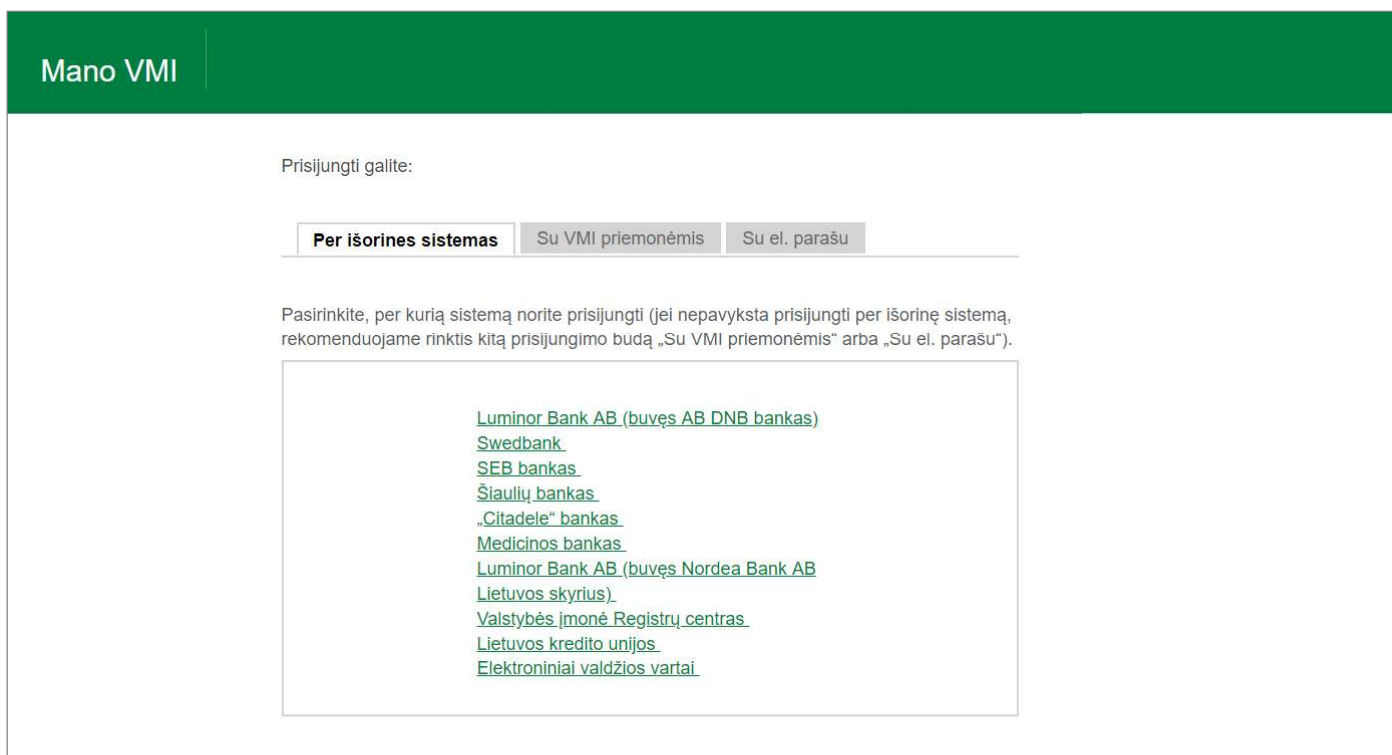 Mano VMI
Prisijungti galite:
Per išorines sistemas Su VMI priemonėmis Su el. parašu
Pasirinkite, per kurią sistemą norite prisijungti (jei nepavyksta prisijungti per išorinę sistemą,
rekomenduojame rinktis kitą prisijungimo būdą „Su VMI priemonėmis“ arba „Su el. parašu“).
Luminor Bank AB (buvęs AB DNB bankas)
Swedbank
SEB bankas
Šiaulių bankas
„Citadele“ bankas
Medicinos bankas
Luminor Bank AB (buvęs Nordea Bank AB
Lietuvos skyrius)
Valstybės įmonė Registrų centras
Lietuvos kredito unijos
Elektroniniai valdžios vartai